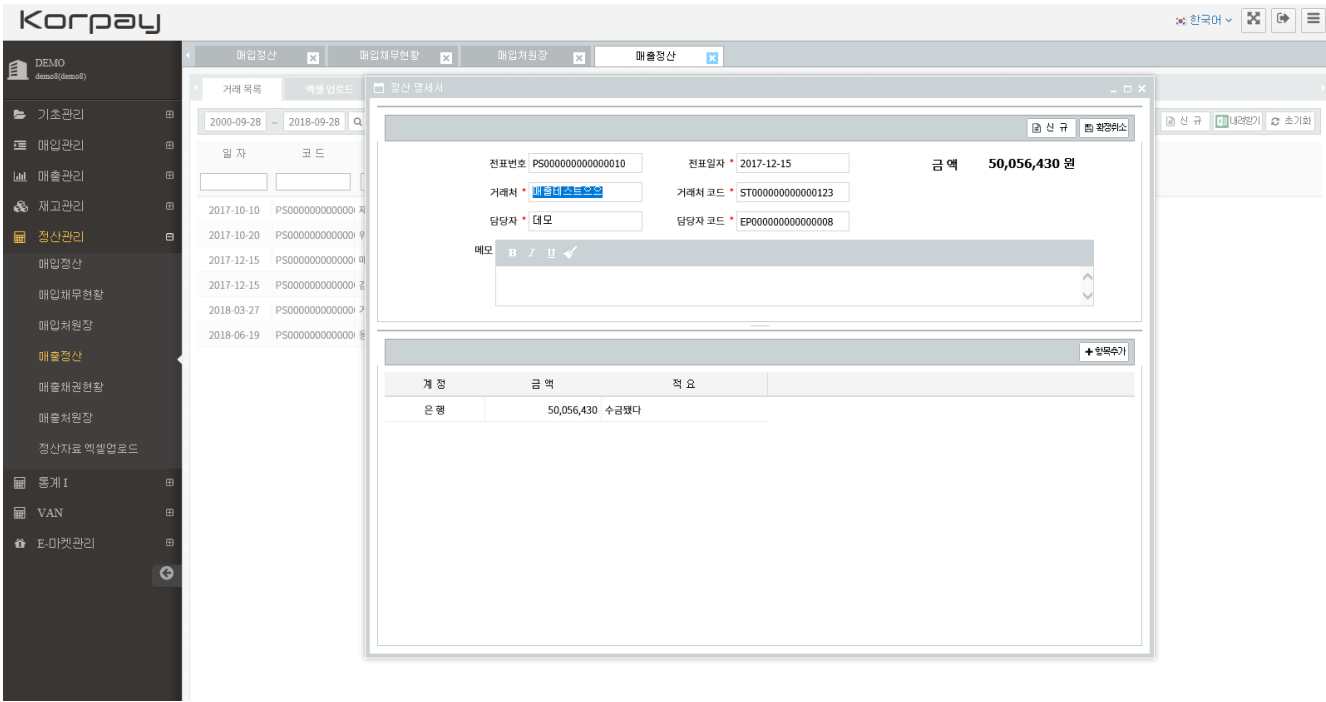 Korpay
한국어
DEMO
demo8(demo8)
매입정산
매입채무현황
매입처원장
매출정산
거래 목록
엑셀 업로드
정산 명세서
기초관리
매입관리
매출관리
재고관리
정산관리
매입정산
매입채무현황
매입처원장
매출정산
매출채권현황
매출처원장
정산자료 엑셀업로드
통계 I
VAN
E-마켓관리
2000-09-28 ~ 2018-09-28
신 규
내려받기
초기화
일 자 코 드
2017-10-10 PS000000000000
2017-10-20 PS000000000000
2017-12-15 PS000000000000
2017-12-15 PS000000000000
2018-03-27 PS000000000000
2018-06-19 PS000000000000
신 규 확정취소
전표번호 PS000000000000010 전표일자 * 2017-12-15 금 액 50,056,430 원
거래처 * 매출테스트으으 거래처 코드 * ST000000000000123
담당자 * 데모 담당자 코드 * EP000000000000008
메모 B I U
항목추가
계 정 금 액 적 요
은 행 50,056,430 수금됐다